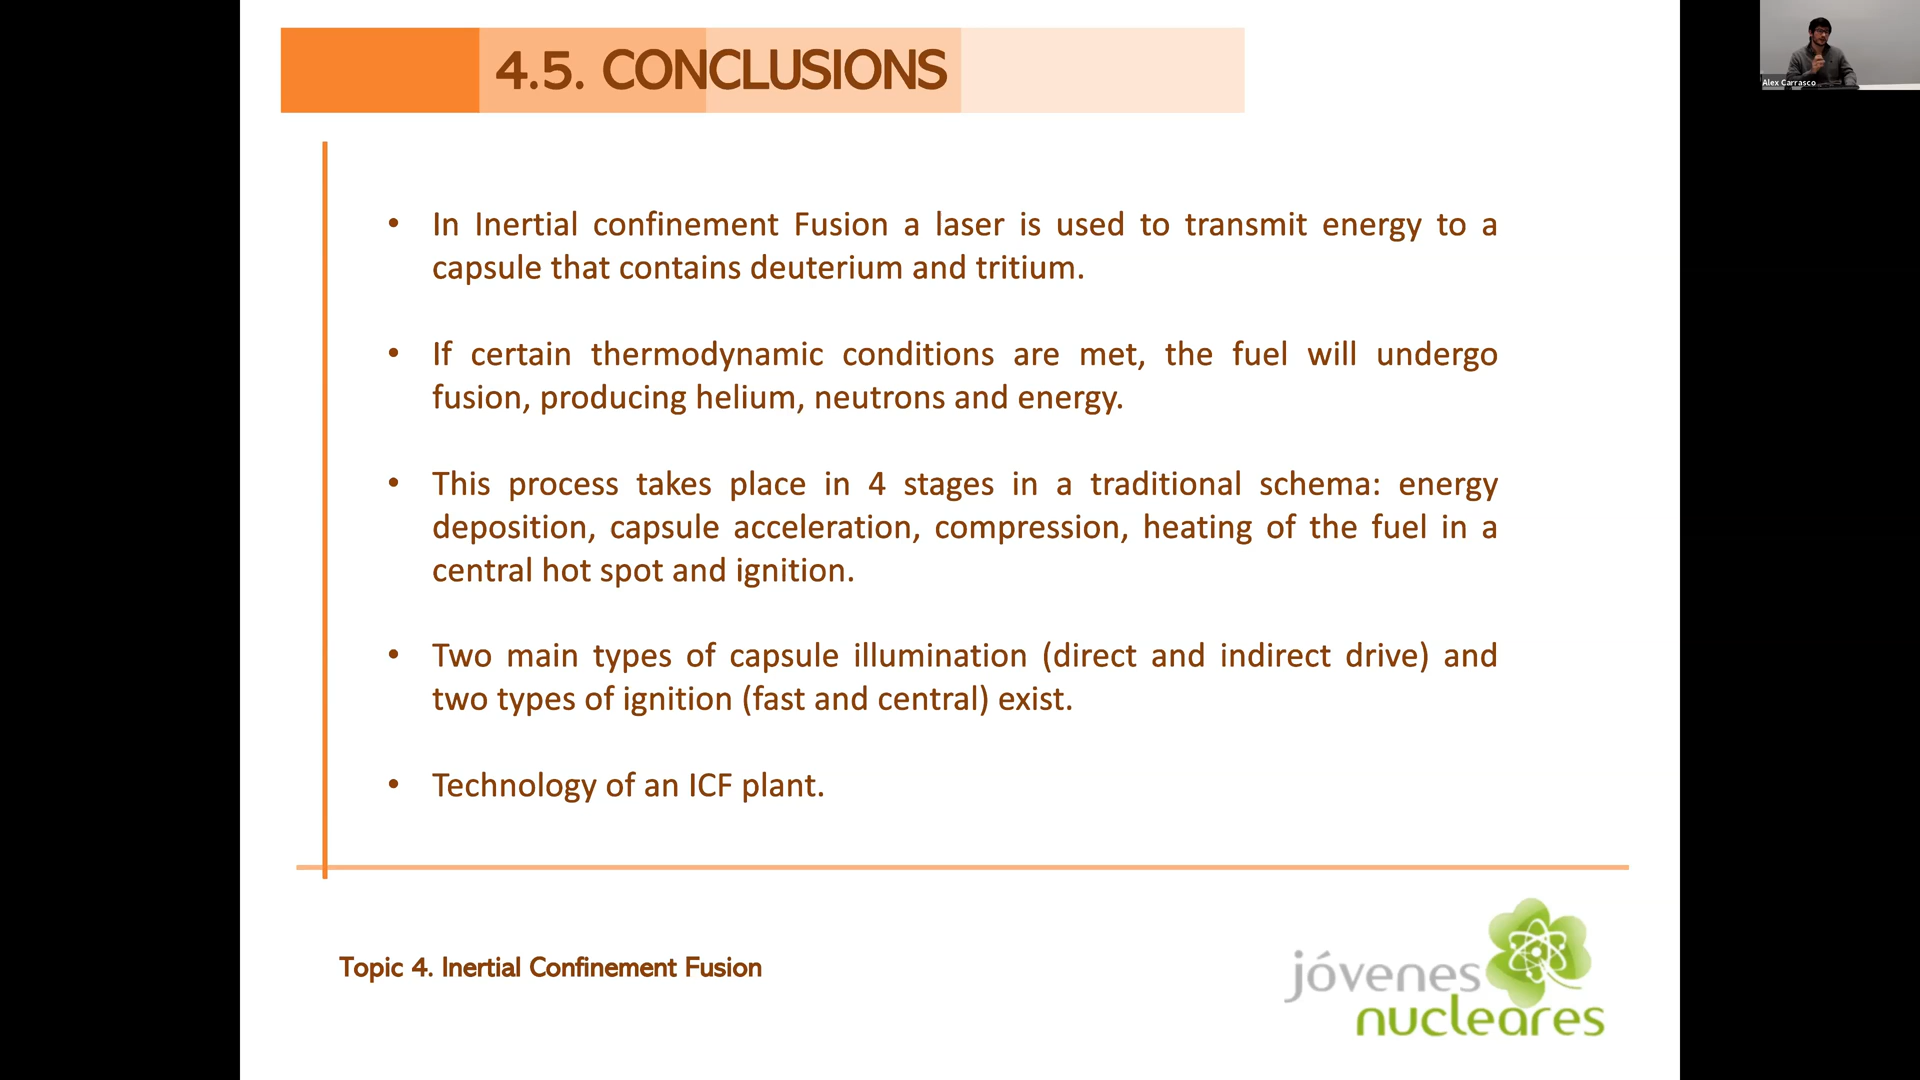 4.5. CONCLUSIONS
Alex Carrasco
• In Inertial confinement Fusion a laser is used to transmit energy to a
capsule that contains deuterium and tritium.
• If certain thermodynamic conditions are met, the fuel will undergo
fusion, producing helium, neutrons and energy.
• This process takes place in 4 stages in a traditional schema: energy
deposition, capsule acceleration, compression, heating of the fuel in a
central hot spot and ignition.
• Two main types of capsule illumination (direct and indirect drive) and
two types of ignition (fast and central) exist.
• Technology of an ICF plant.
Topic 4. Inertial Confinement Fusion
jóvenes
nucleares